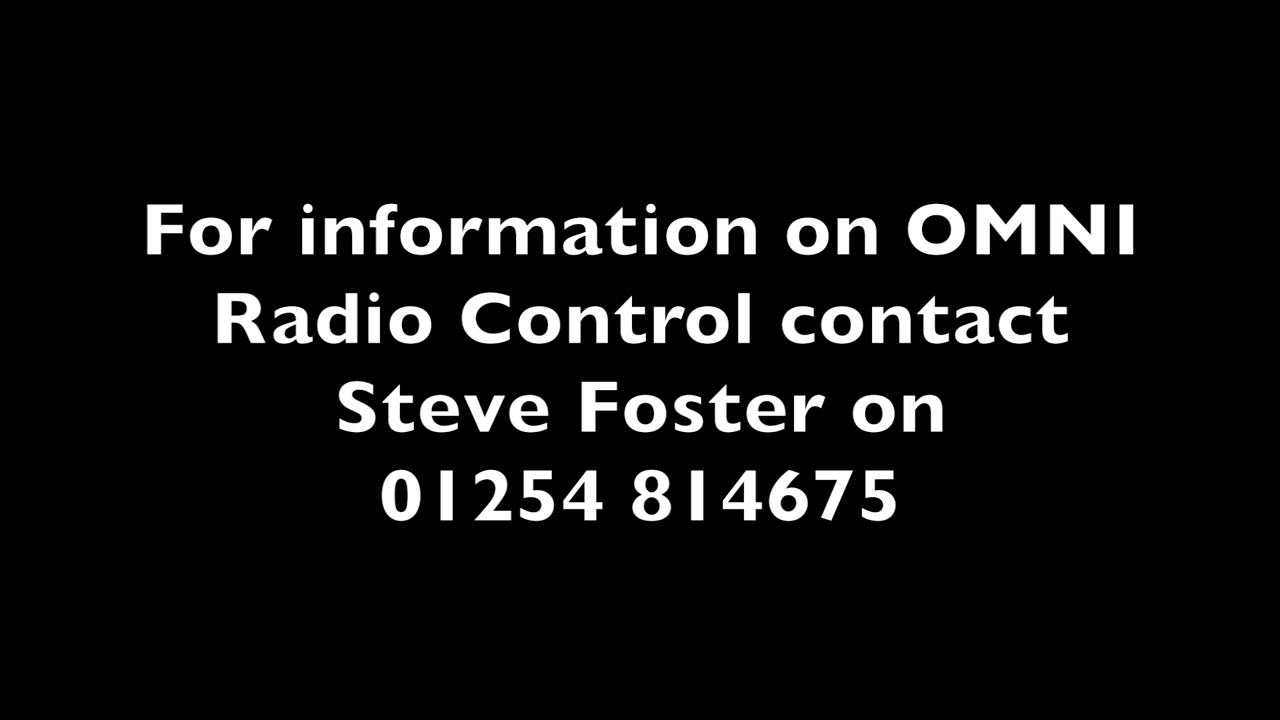 For information on OMNI
Radio Control contact
Steve Foster on
01254 814675